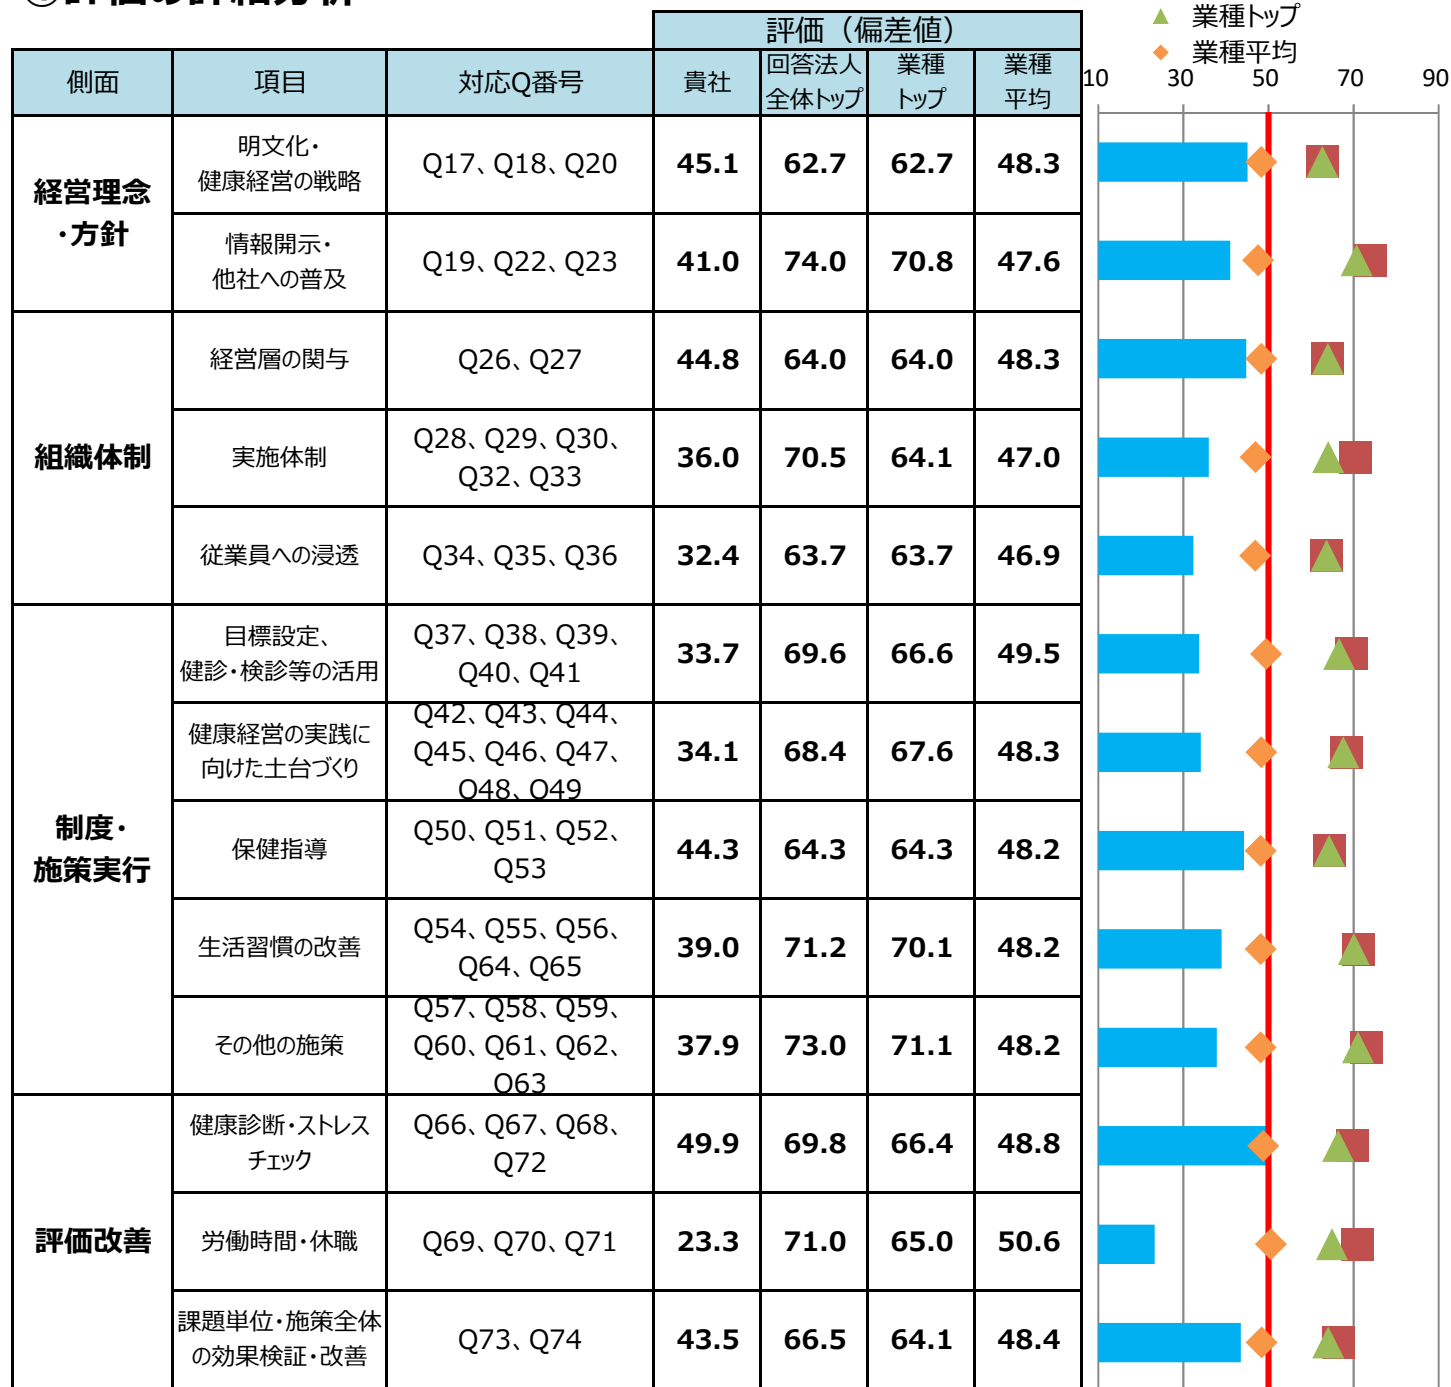 評価(偏差値)
業種トップ
業種平均
側面 項目 対応Q番号 貴社 回答法人 業種 業種
全体トップ トップ 平均
10 30 50 70 90
経営理念
・方針
明文化・
健康経営の戦略
Q17、Q18、Q20 45.1 62.7 62.7 48.3
情報開示・
他社への普及
Q19、Q22、Q23 41.0 74.0 70.8 47.6
組織体制
経営層の関与 Q26、Q27 44.8 64.0 64.0 48.3
実施体制
Q28、Q29、Q30、
Q32、Q33
36.0 70.5 64.1 47.0
従業員への浸透 Q34、Q35、Q36 32.4 63.7 63.7 46.9
制度・
施策実行
目標設定、
健診・検診等の活用
Q37、Q38、Q39、
Q40、Q41
33.7 69.6 66.6 49.5
健康経営の実践に
向けた土台づくり
Q42、Q43、Q44、
Q45、Q46、Q47、
Q48、Q49
34.1 68.4 67.6 48.3
保健指導
Q50、Q51、Q52、
Q53
44.3 64.3 64.3 48.2
生活習慣の改善
Q54、Q55、Q56、
Q64、Q65
39.0 71.2 70.1 48.2
その他の施策
Q57、Q58、Q59、
Q60、Q61、Q62、
Q63
37.9 73.0 71.1 48.2
評価改善
健康診断・ストレス
チェック
Q66、Q67、Q68、
Q72
49.9 69.8 66.4 48.8
労働時間・休職 Q69、Q70、Q71 23.3 71.0 65.0 50.6
課題単位・施策全体
の効果検証・改善
Q73、Q74 43.5 66.5 64.1 48.4